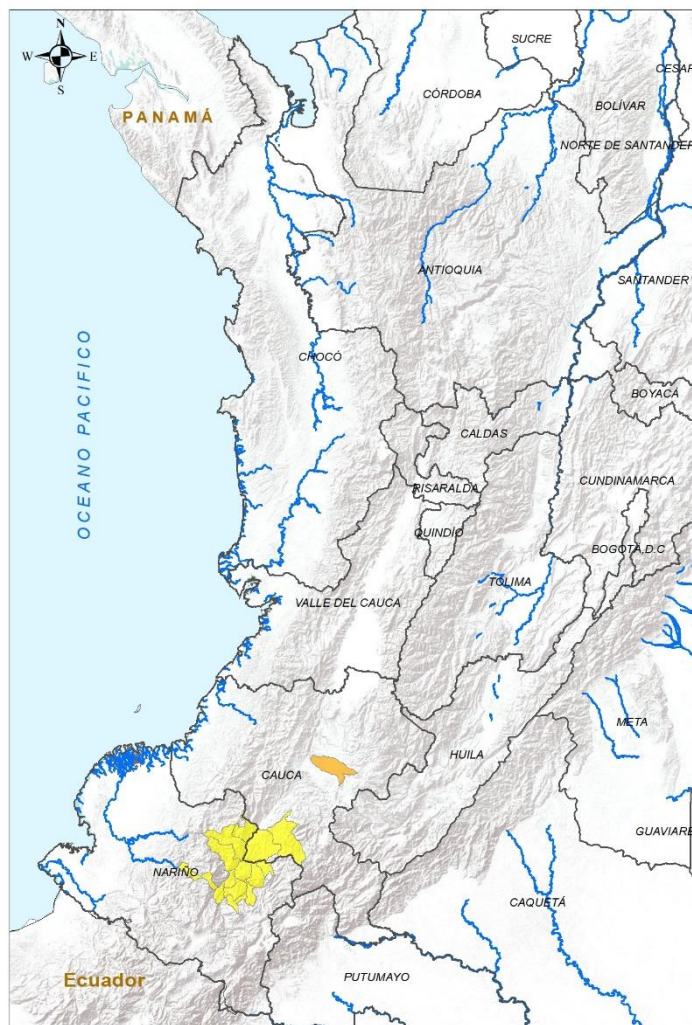 N
W E
S
PANAMÁ
SUCRE
CESAR
CÓRDOBA
BOLÍVAR
NORTE DE SANTANDER
ANTIOQUIA
SANTANDER
CHOCÓ
OCEANO PACIFICO
BOYACÁ
CALDAS
CUNDINAMARCA
RISARALDA
QUINDÍO
BOGOTÁ,D.C
TOLIMA
VALLE DEL CAUCA
META
HUILA
CAUCA
GUAVIARE
NARIÑO
CAQUETÁ
PUTUMAYO
Ecuador